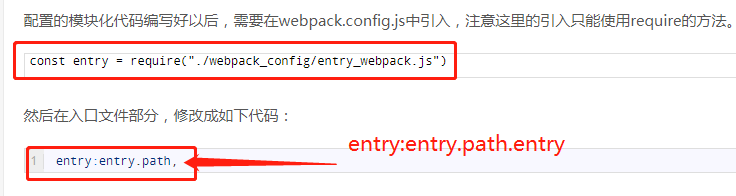 配置的模块化代码编写好以后，需要在webpack.config.js中引入，注意这里的引入只能使用require的方法。
const entry = require("./webpack_config/entry_webpack.js")
然后在入口文件部分，修改成如下代码：
entry:entry.path.entry
1 entry:entry.path,